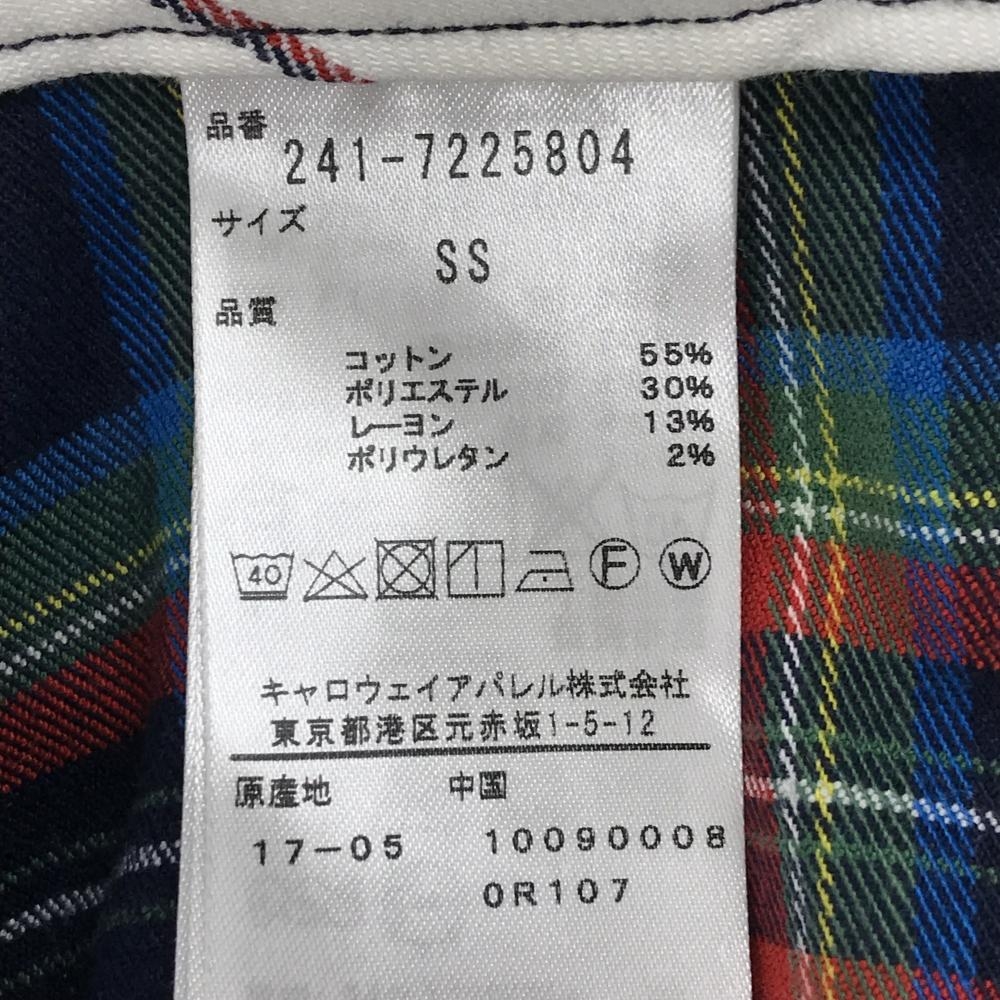 品番
241-7225804
サイズ
SS
品質
コットン 55%
ポリエステル 30%
レーヨン 13%
ポリウレタン 2%
40 F W
キャロウェイアパレル株式会社
東京都港区元赤坂1-5-12
原産地 中国
17-05 10090008
0R107